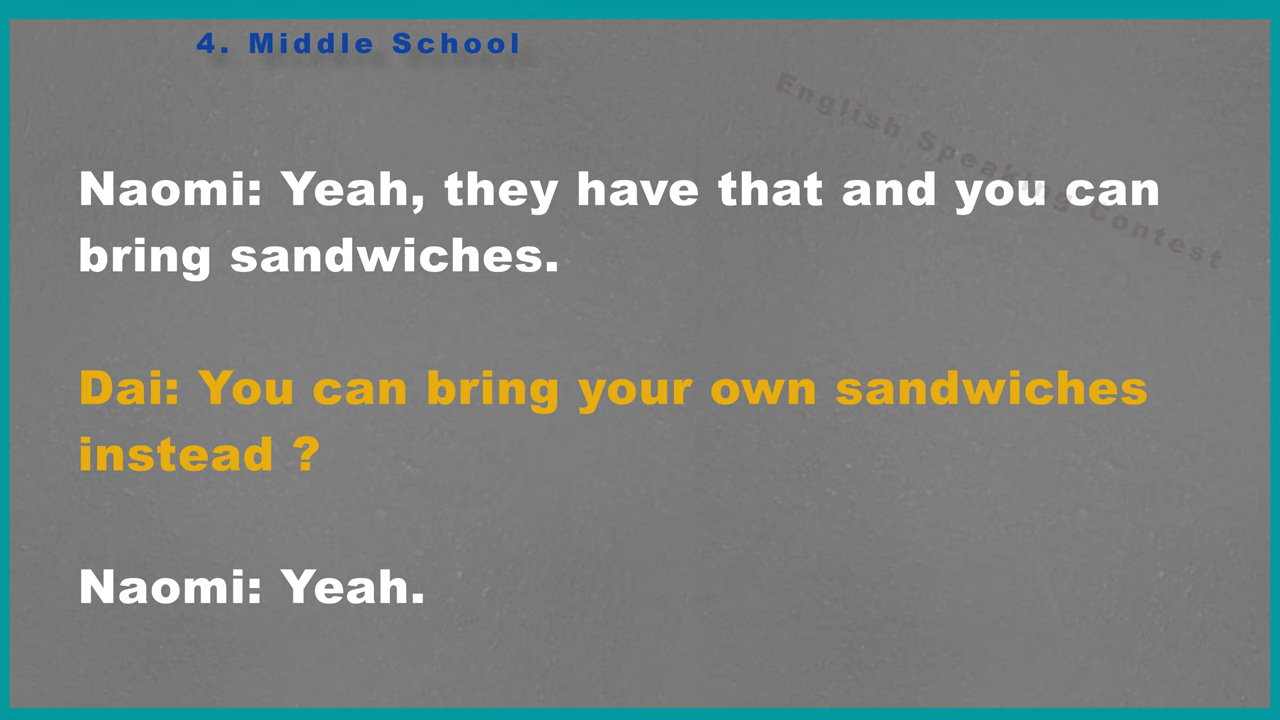 4. Middle School
English Speaking Contest
Naomi: Yeah, they have that and you can
bring sandwiches.
Dai: You can bring your own sandwiches
instead ?
Naomi: Yeah.